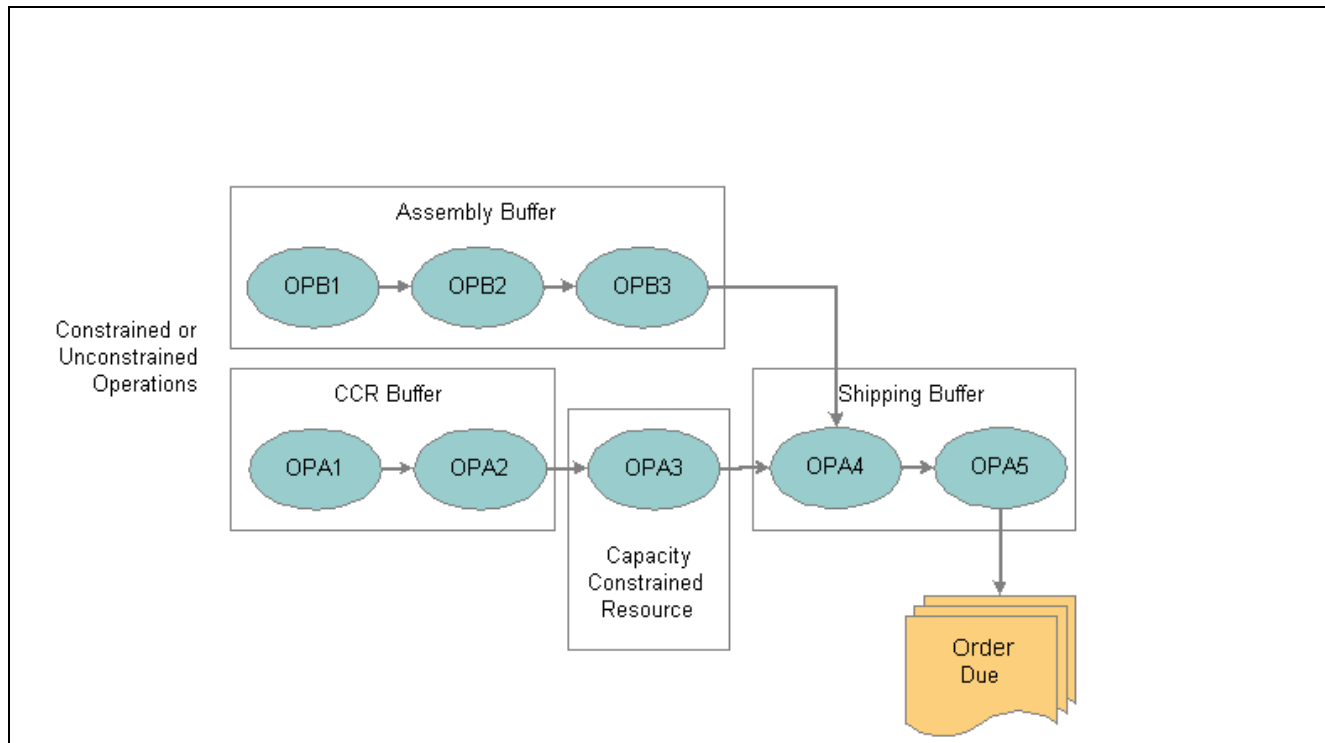 Assembly Buffer
OPB1
OPB2
OPB3
Constrained or
Unconstrained
Operations
CCR Buffer
Shipping Buffer
OPA1
OPA2
OPA3
OPA4
OPA5
Capacity
Constrained
Resource
Order
Due